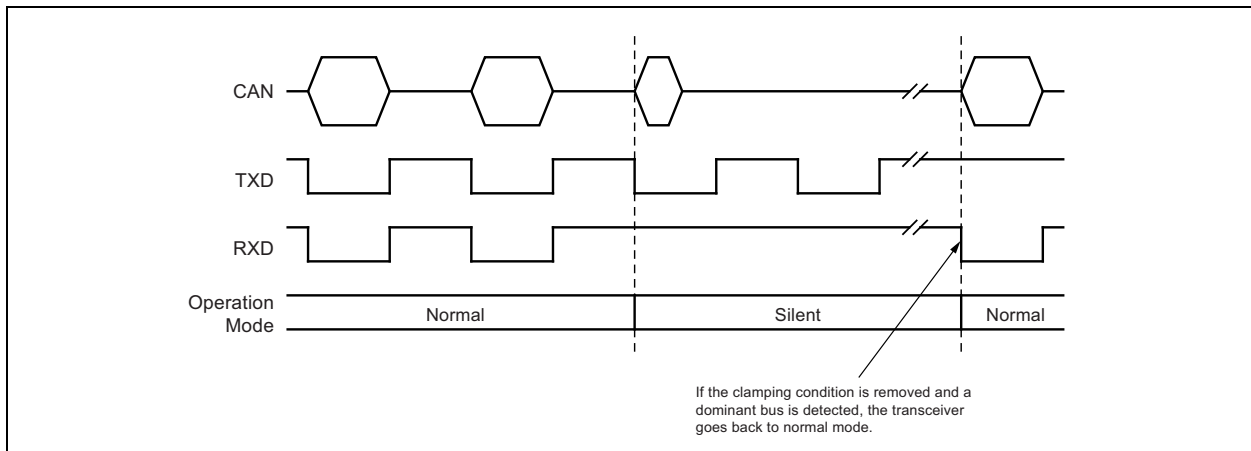 CAN
TXD
RXD
Operation
Mode
Normal
Silent
Normal
If the clamping condition is removed and a
dominant bus is detected, the transceiver
goes back to normal mode.